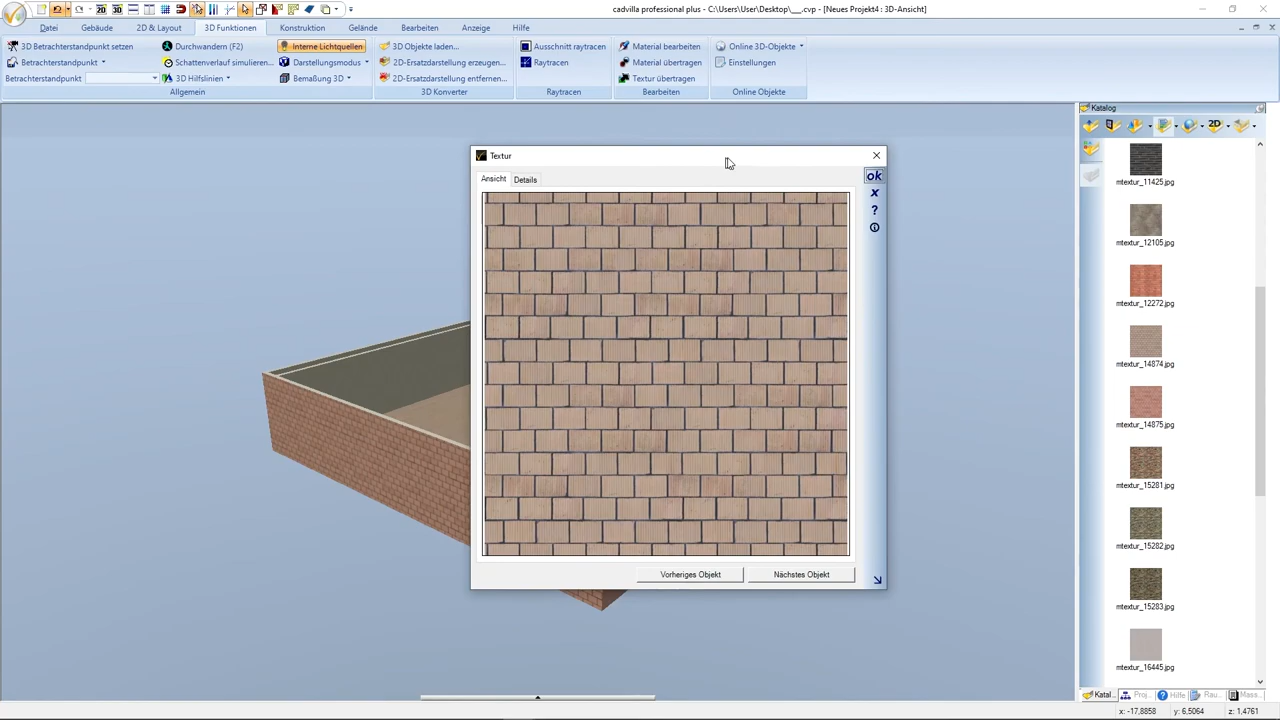 cadvilla professional plus - C:\Users\User\Desktop\__.cvp - [Neues Projekt4 : 3D-Ansicht]
Datei Gebäude 2D & Layout 3D Funktionen Konstruktion Gelände Bearbeiten Anzeige Hilfe
3D Betrachterstandpunkt setzen Durchwandern (F2) Interne Lichtquellen 3D Objekte laden... Ausschnitt raytracen Material bearbeiten Online 3D-Objekte
Betrachterstandpunkt Schattenverlauf simulieren... Darstellungsmodus 2D-Ersatzdarstellung erzeugen... Raytracen Material übertragen Einstellungen
Betrachterstandpunkt 3D Hilfslinien Bemaßung 3D 2D-Ersatzdarstellung entfernen... Textur übertragen
Allgemein 3D Konverter Raytracen Bearbeiten Online Objekte
Katalog
2D
Textur
Ansicht Details
ok
x
?
Vorheriges Objekt Nächstes Objekt
mtextur_11425.jpg
mtextur_12105.jpg
mtextur_12272.jpg
mtextur_14874.jpg
mtextur_14875.jpg
mtextur_15281.jpg
mtextur_15282.jpg
mtextur_15283.jpg
mtextur_16445.jpg
Katal... Proj... Hilfe Rau... Mass...
x: -17,8858 y: 6,5064 z: 1,4761